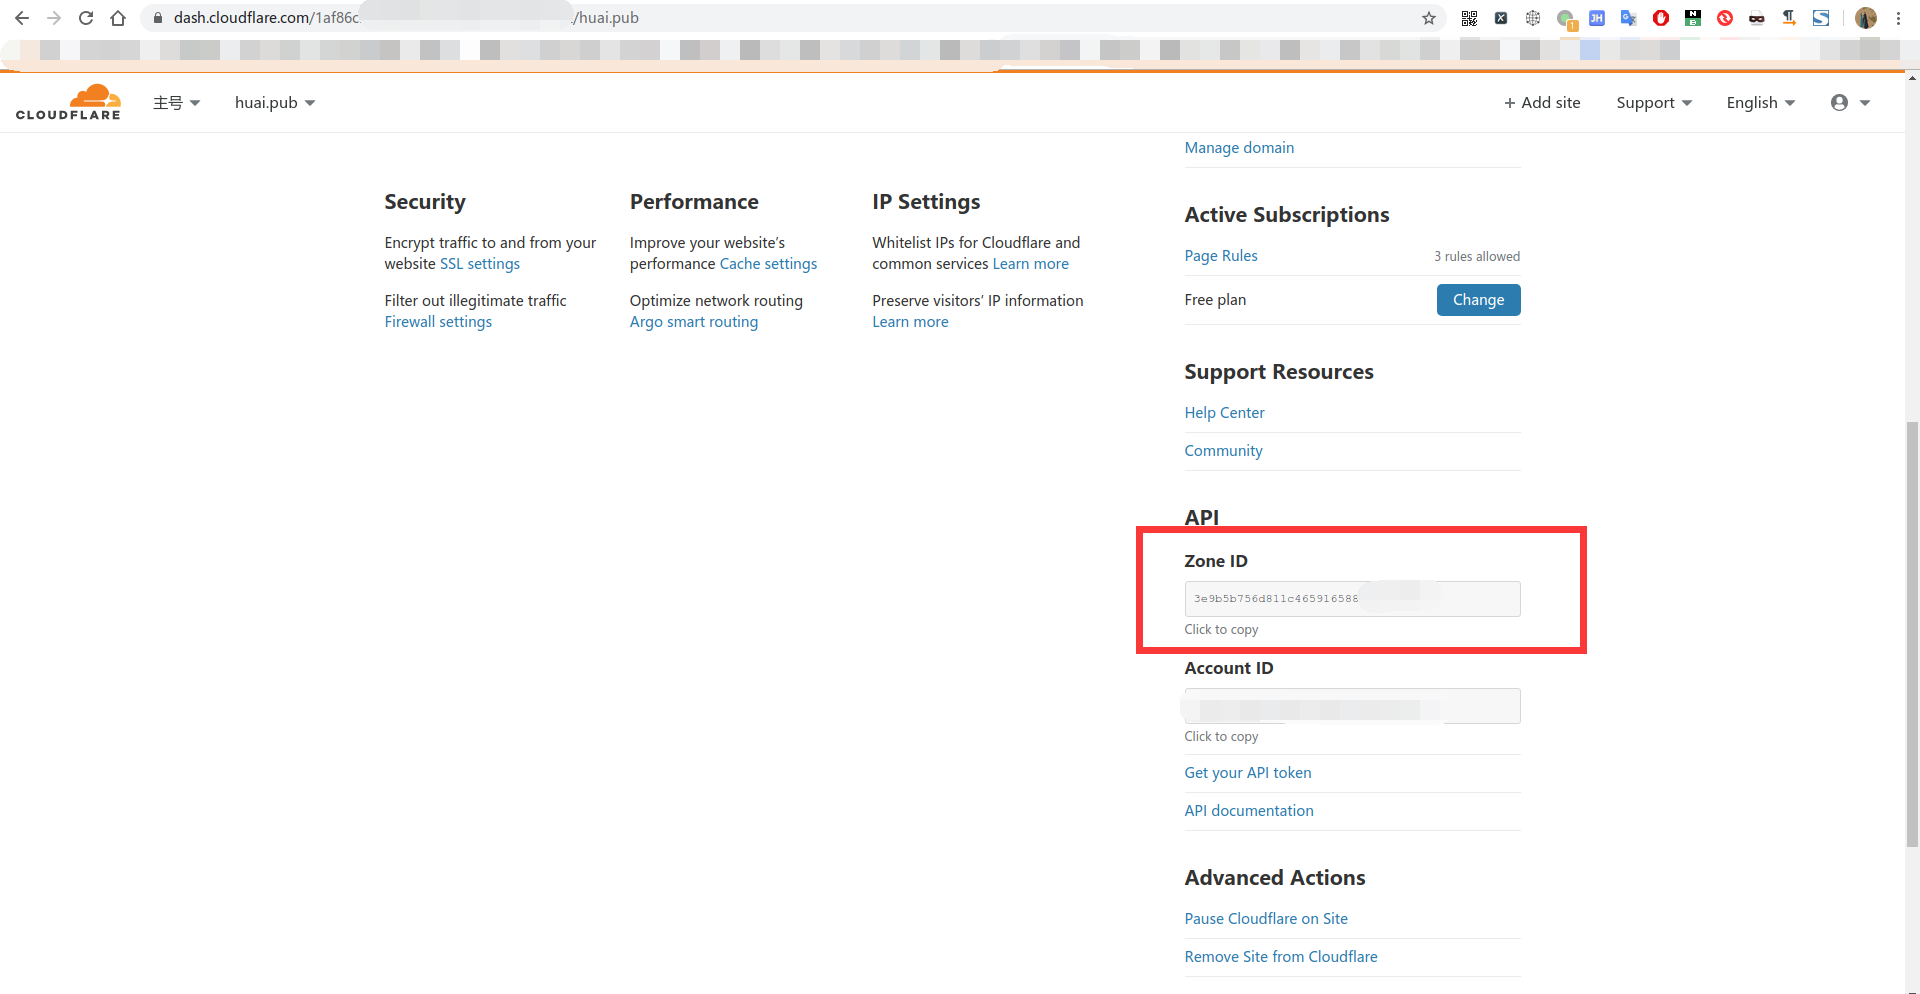 dash.cloudflare.com/1af86c /huai.pub
CLOUDFLARE
主号
huai.pub
+ Add site
Support
English
Manage domain
Security
Encrypt traffic to and from your
website SSL settings
Filter out illegitimate traffic
Firewall settings
Performance
Improve your website’s
performance Cache settings
Optimize network routing
Argo smart routing
IP Settings
Whitelist IPs for Cloudflare and
common services Learn more
Preserve visitors’ IP information
Learn more
Active Subscriptions
Page Rules 3 rules allowed
Free plan Change
Support Resources
Help Center
Community
API
Zone ID
3e9b5b756d811c465916588
Click to copy
Account ID
Click to copy
Get your API token
API documentation
Advanced Actions
Pause Cloudflare on Site
Remove Site from Cloudflare